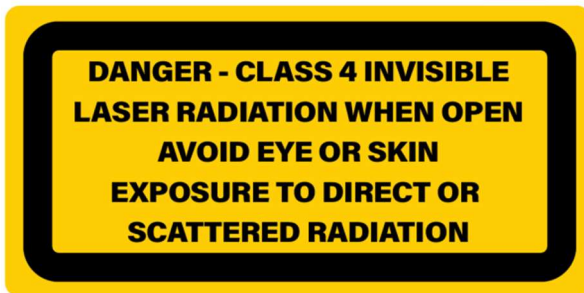 DANGER - CLASS 4 INVISIBLE
LASER RADIATION WHEN OPEN
AVOID EYE OR SKIN
EXPOSURE TO DIRECT OR
SCATTERED RADIATION